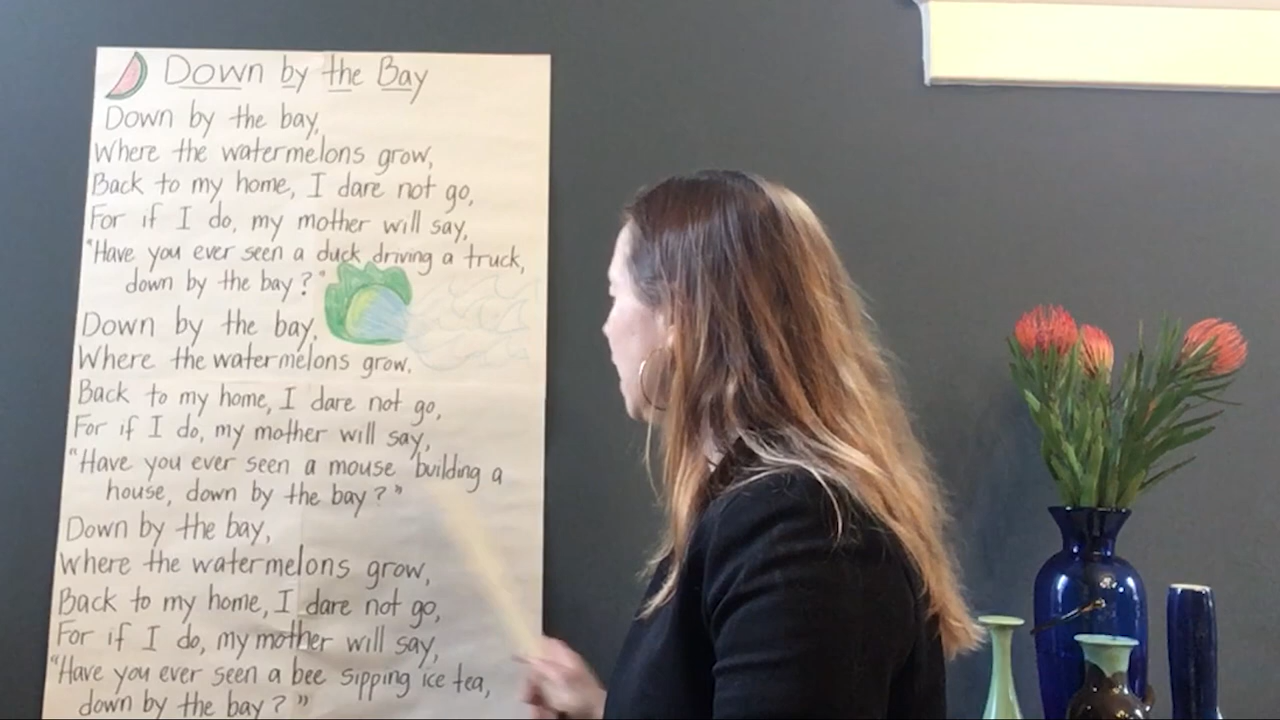 Down by the Bay
Down by the bay,
Where the watermelons grow,
Back to my home, I dare not go,
For if I do, my mother will say,
"Have you ever seen a duck driving a truck,
down by the bay?"
Down by the bay,
Where the watermelons grow.
Back to my home, I dare not go,
For if I do, my mother will say,
"Have you ever seen a mouse building a
house, down by the bay?"
Down by the bay,
Where the watermelons grow,
Back to my home, I dare not go,
For if I do, my mother will say,
"Have you ever seen a bee sipping ice tea,
down by the bay?"